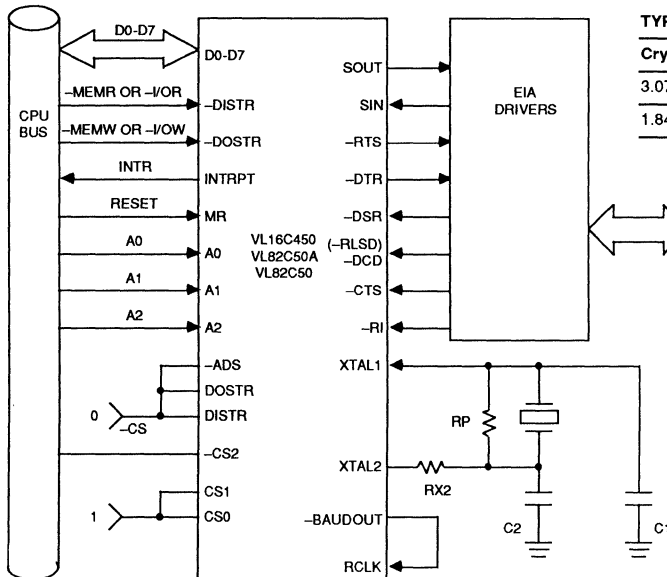 D0-D7
D0-D7
TYP
Cry
3.07
1.84
CPU
BUS
–MEMR OR –I/OR
–DISTR
–MEMW OR –I/OW
–DOSTR
INTR
INTRPT
RESET
MR
A0
A0
A1
A1
A2
A2
–ADS
DOSTR
DISTR
0
–CS
–CS2
CS1
1
CS0
VL16C450
VL82C50A
VL82C50
SOUT
SIN
–RTS
–DTR
–DSR
(–RLSD)
–DCD
–CTS
–RI
XTAL1
XTAL2
–BAUDOUT
RCLK
EIA
DRIVERS
RP
RX2
C2
C1